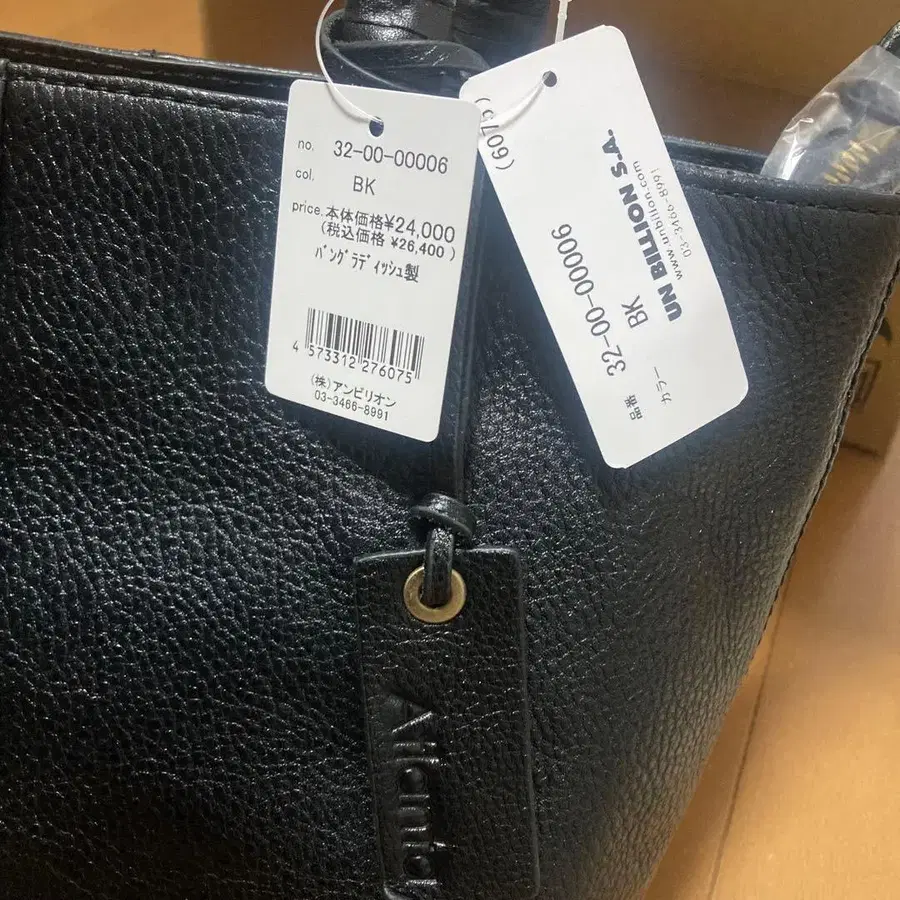 no. 32-00-00006
col. BK
price. 本体価格¥24,000
(税込価格 ¥26,400 )
ﾊﾞﾝｸﾞﾗﾃﾞｨｯｼｭ製
4 573312 276075
(株)アンビリオン
03-3466-8991
UN BILLION S.A.
www.unbillion.com
03-3466-8991
品番 32-00-00006
カラー BK